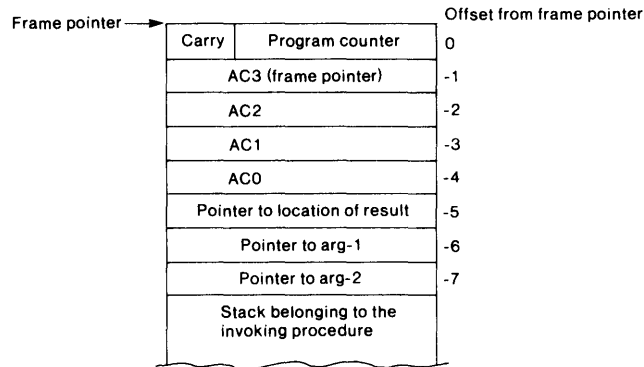 Offset from frame pointer
Frame pointer
Carry
Program counter
0
AC3 (frame pointer)
-1
AC2
-2
AC1
-3
AC0
-4
Pointer to location of result
-5
Pointer to arg-1
-6
Pointer to arg-2
-7
Stack belonging to the
invoking procedure